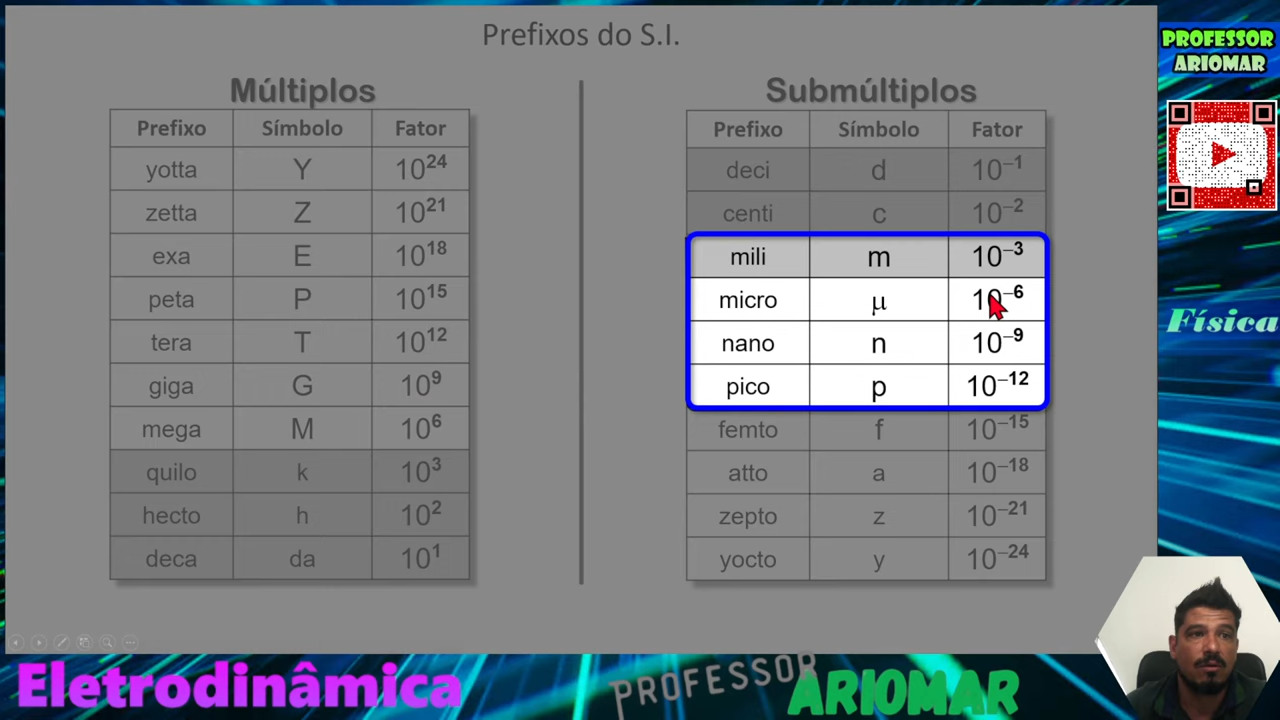 Prefixos do S.I.
Múltiplos
Prefixo Símbolo Fator
yotta Y 10²⁴
zetta Z 10²¹
exa E 10¹⁸
peta P 10¹⁵
tera T 10¹²
giga G 10⁹
mega M 10⁶
quilo k 10³
hecto h 10²
deca da 10¹
Submúltiplos
Prefixo Símbolo Fator
deci d 10⁻¹
centi c 10⁻²
mili m 10⁻³
micro μ 10⁻⁶
nano n 10⁻⁹
pico p 10⁻¹²
femto f 10⁻¹⁵
atto a 10⁻¹⁸
zepto z 10⁻²¹
yocto y 10⁻²⁴
PROFESSOR
ARIOMAR
Física
Eletrodinâmica
PROFESSOR
ARIOMAR